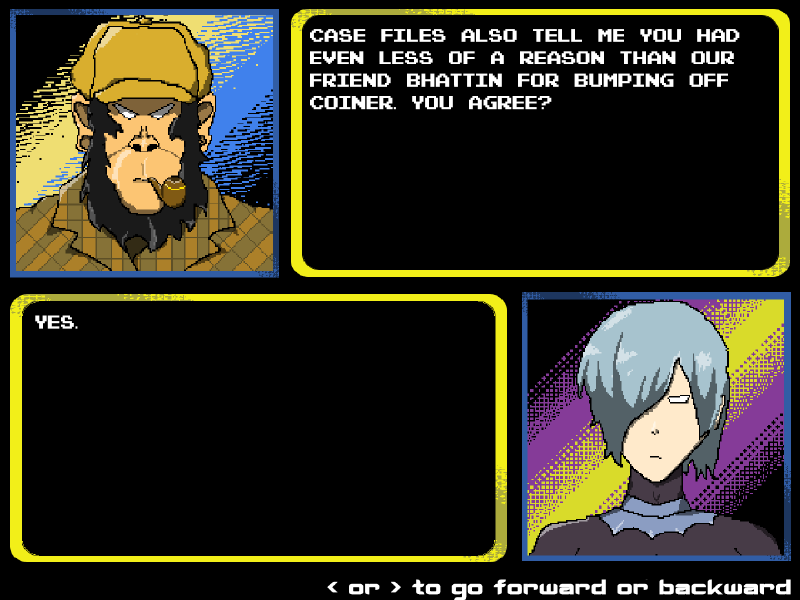 CASE FILES ALSO TELL ME YOU HAD
EVEN LESS OF A REASON THAN OUR
FRIEND BHATTIN FOR BUMPING OFF
COINER. YOU AGREE?
YES.
< or > to go forward or backward